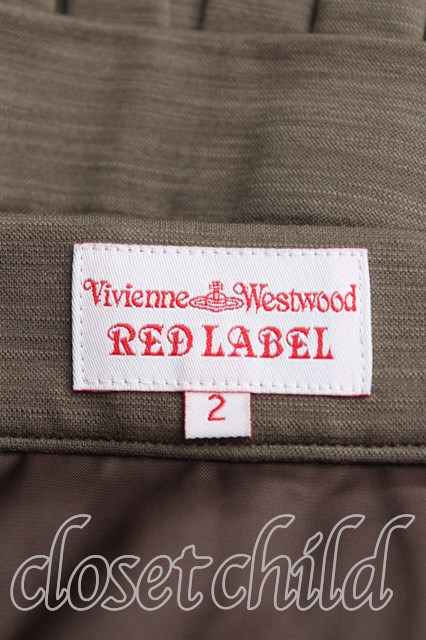 Vivienne Westwood
RED LABEL
2
closet child